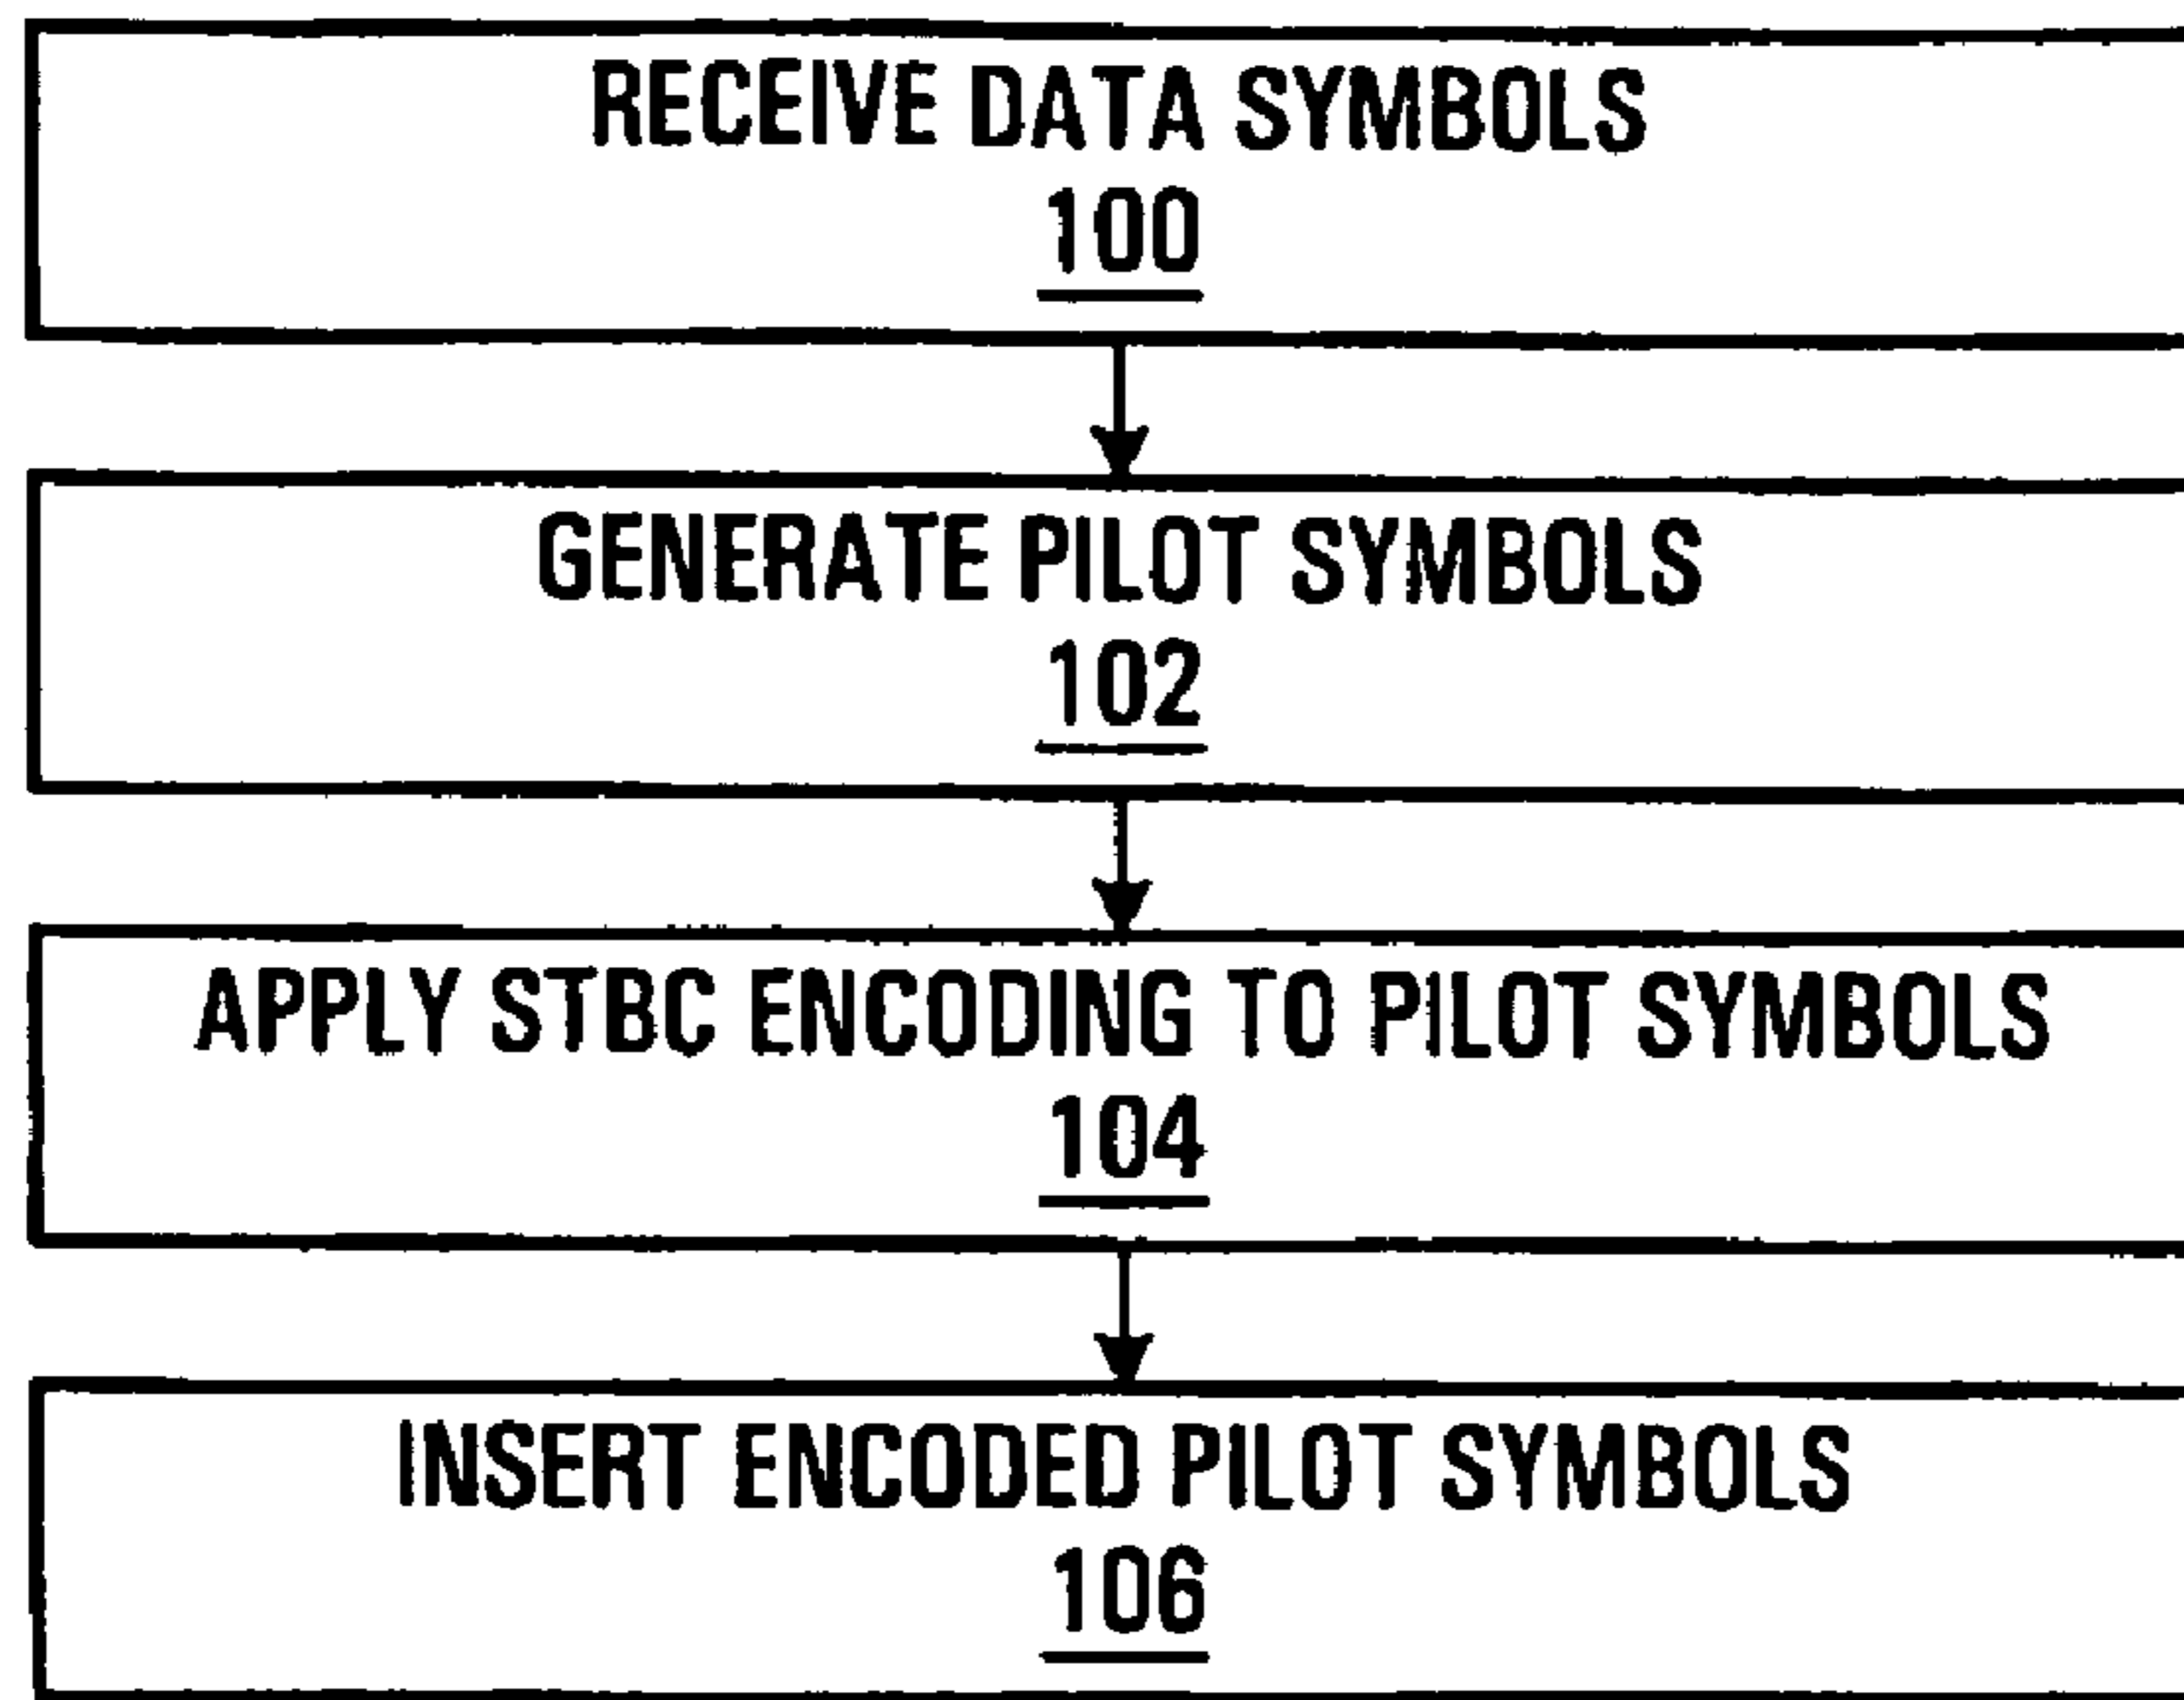 RECEIVE DATA SYMBOLS
100
GENERATE PILOT SYMBOLS
102
APPLY STBC ENCODING TO PILOT SYMBOLS
104
INSERT ENCODED PILOT SYMBOLS
106